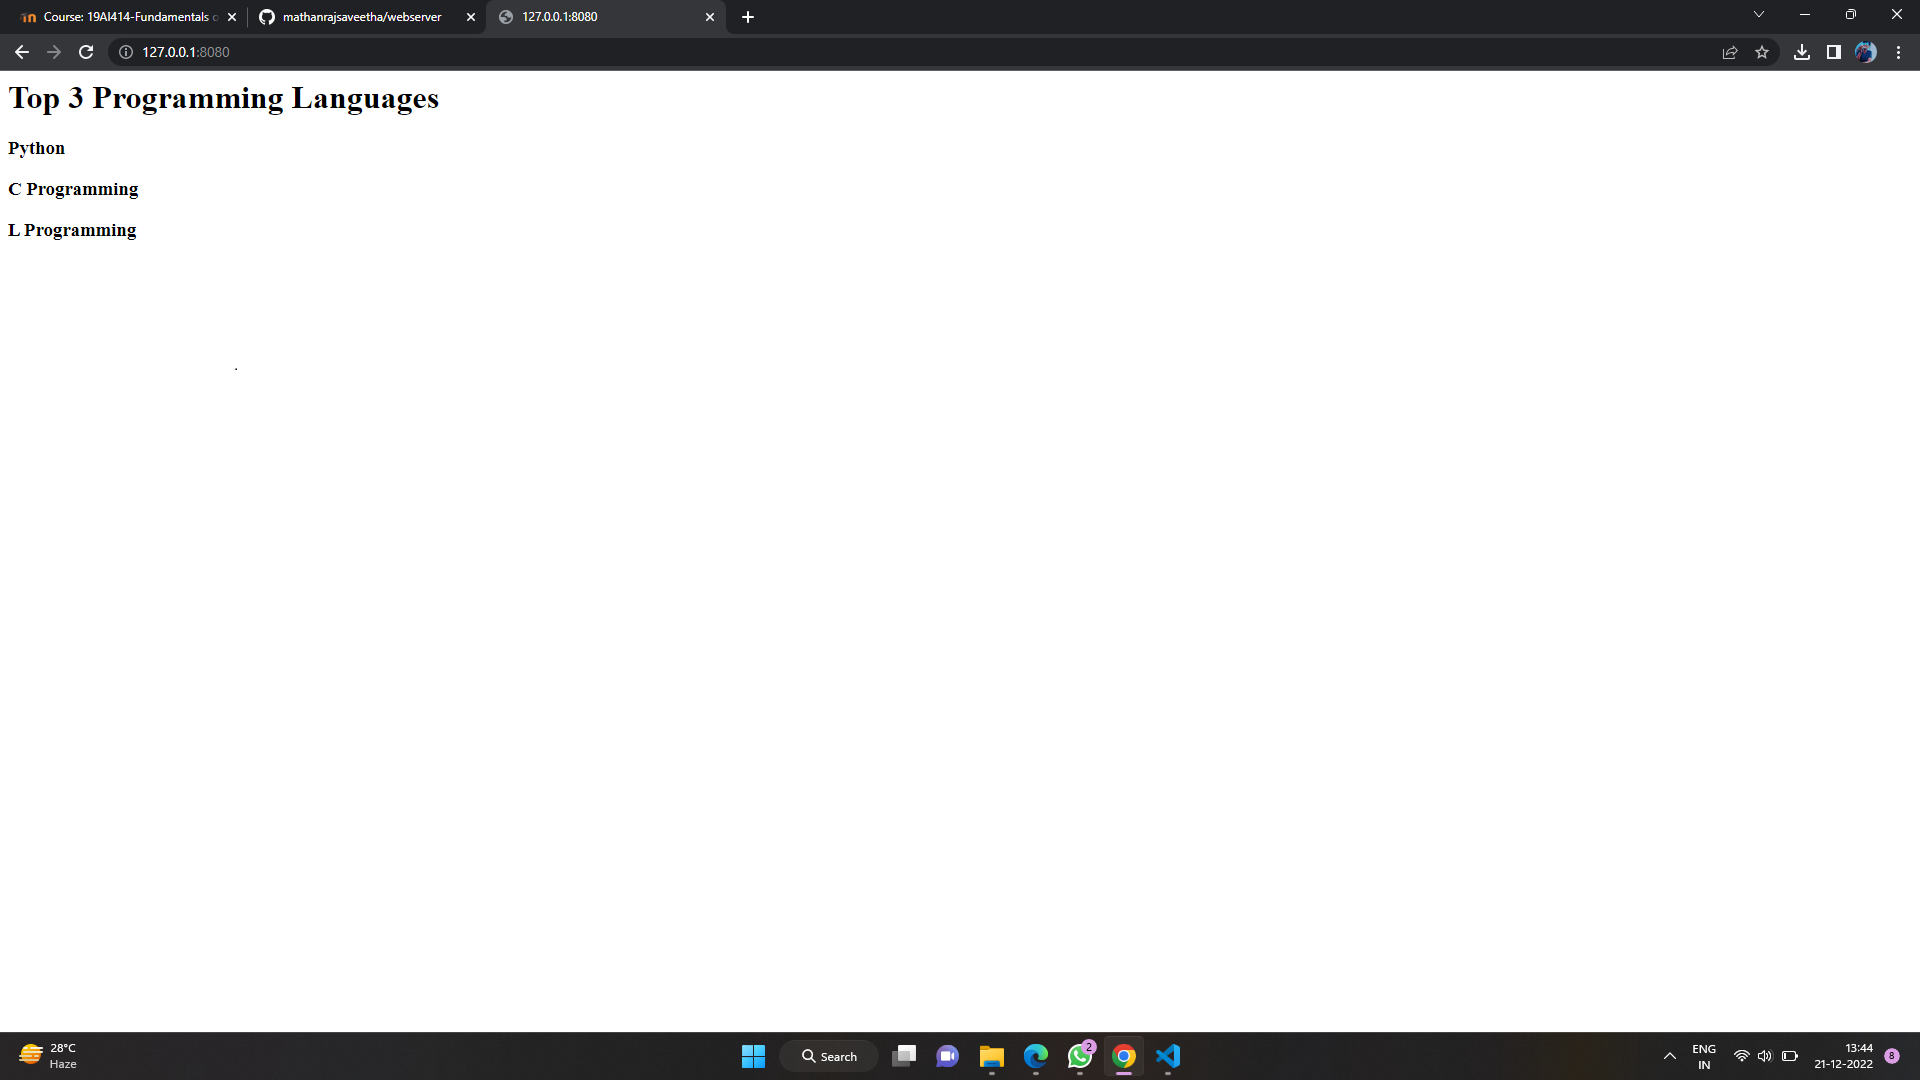 Course: 19AI414-Fundamentals o
mathanrajsaveetha/webserver
127.0.0.1:8080
127.0.0.1:8080
Top 3 Programming Languages
Python
C Programming
L Programming
28°C
Haze
Search
2
ENG
IN
13:44
21-12-2022
8